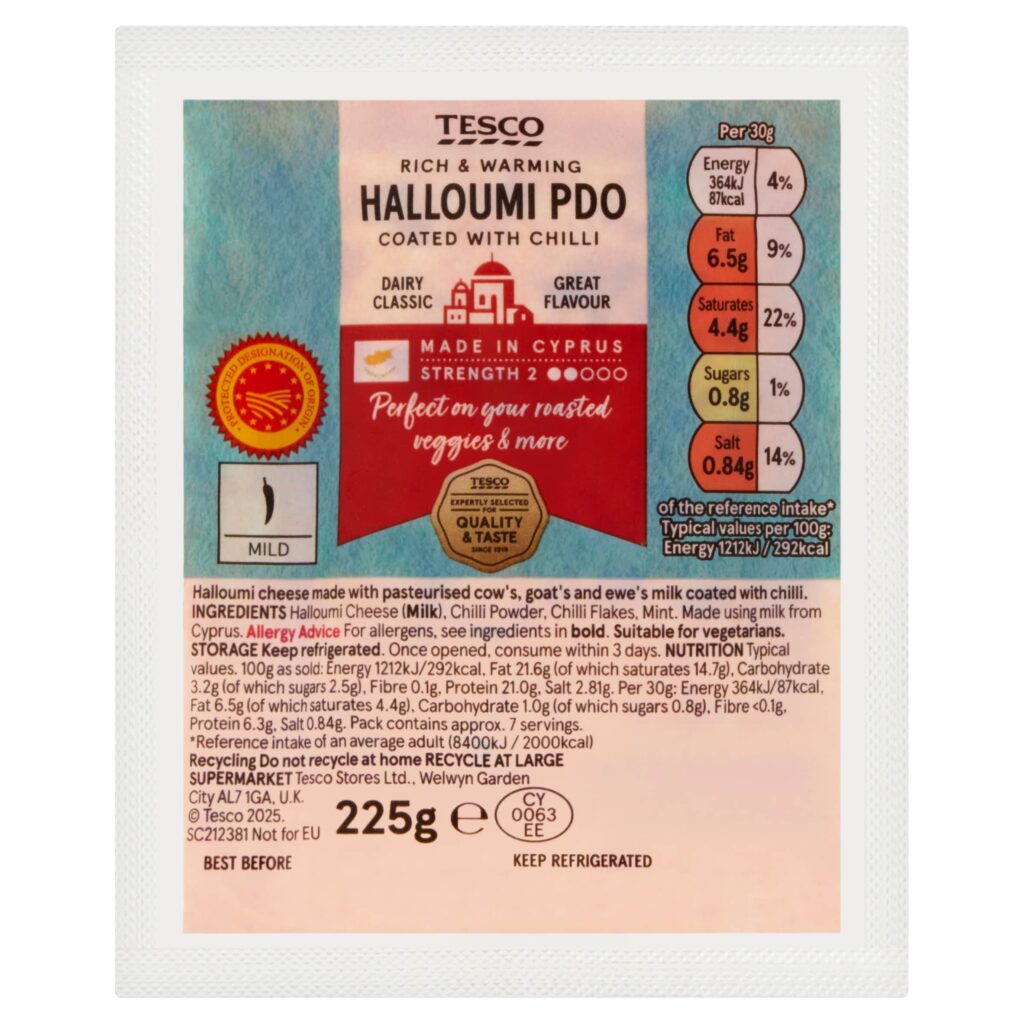 TESCO
RICH & WARMING
HALLOUMI PDO
COATED WITH CHILLI
DAIRY CLASSIC
GREAT FLAVOUR
MADE IN CYPRUS
STRENGTH 2
Perfect on your roasted
veggies & more
TESCO
EXPERTLY SELECTED
FOR
QUALITY
& TASTE
SINCE 1919
PROTECTED DESIGNATION OF ORIGIN
MILD
Per 30g
Energy
364kJ
87kcal
4%
Fat
6.5g
9%
Saturates
4.4g
22%
Sugars
0.8g
1%
Salt
0.84g
14%
of the reference intake*
Typical values per 100g:
Energy 1212kJ / 292kcal
Halloumi cheese made with pasteurised cow's, goat's and ewe's milk coated with chilli.
INGREDIENTS Halloumi Cheese (Milk), Chilli Powder, Chilli Flakes, Mint. Made using milk from
Cyprus. Allergy Advice For allergens, see ingredients in bold. Suitable for vegetarians.
STORAGE Keep refrigerated. Once opened, consume within 3 days. NUTRITION Typical
values. 100g as sold: Energy 1212kJ/292kcal, Fat 21.6g (of which saturates 14.7g), Carbohydrate
3.2g (of which sugars 2.5g), Fibre 0.1g, Protein 21.0g, Salt 2.81g. Per 30g: Energy 364kJ/87kcal,
Fat 6.5g (of which saturates 4.4g), Carbohydrate 1.0g (of which sugars 0.8g), Fibre <0.1g,
Protein 6.3g, Salt 0.84g. Pack contains approx. 7 servings.
*Reference intake of an average adult (8400kJ / 2000kcal)
Recycling Do not recycle at home RECYCLE AT LARGE
SUPERMARKET Tesco Stores Ltd., Welwyn Garden
City AL7 1GA, U.K.
© Tesco 2025.
SC212381 Not for EU
225g ℮
CY
0063
EE
BEST BEFORE
KEEP REFRIGERATED